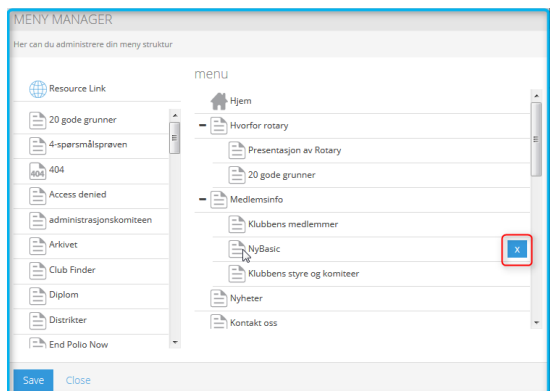 MENY MANAGER
Her can du administrere din meny struktur
Resource Link
20 gode grunner
4-spørsmålsprøven
404
404
Access denied
administrasjonskomiteen
Arkivet
Club Finder
Diplom
Distrikter
End Polio Now
menu
Hjem
Hvorfor rotary
Presentasjon av Rotary
20 gode grunner
Medlemsinfo
Klubbens medlemmer
NyBasic
X
Klubbens styre og komiteer
Nyheter
Kontakt oss
Save
Close